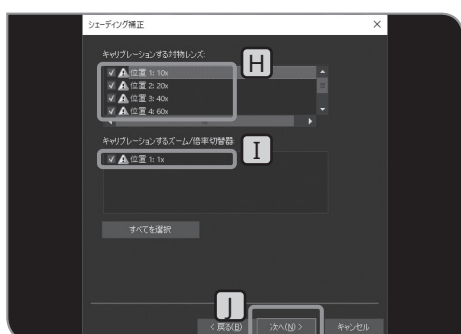 シェーディング補正
キャリブレーションする対物レンズ:
H
位置 1: 10x
位置 2: 20x
位置 3: 40x
位置 4: 60x
キャリブレーションするズーム/倍率切替器:
I
位置 1: 1x
すべてを選択
J
< 戻る(B)
次へ(N) >
キャンセル